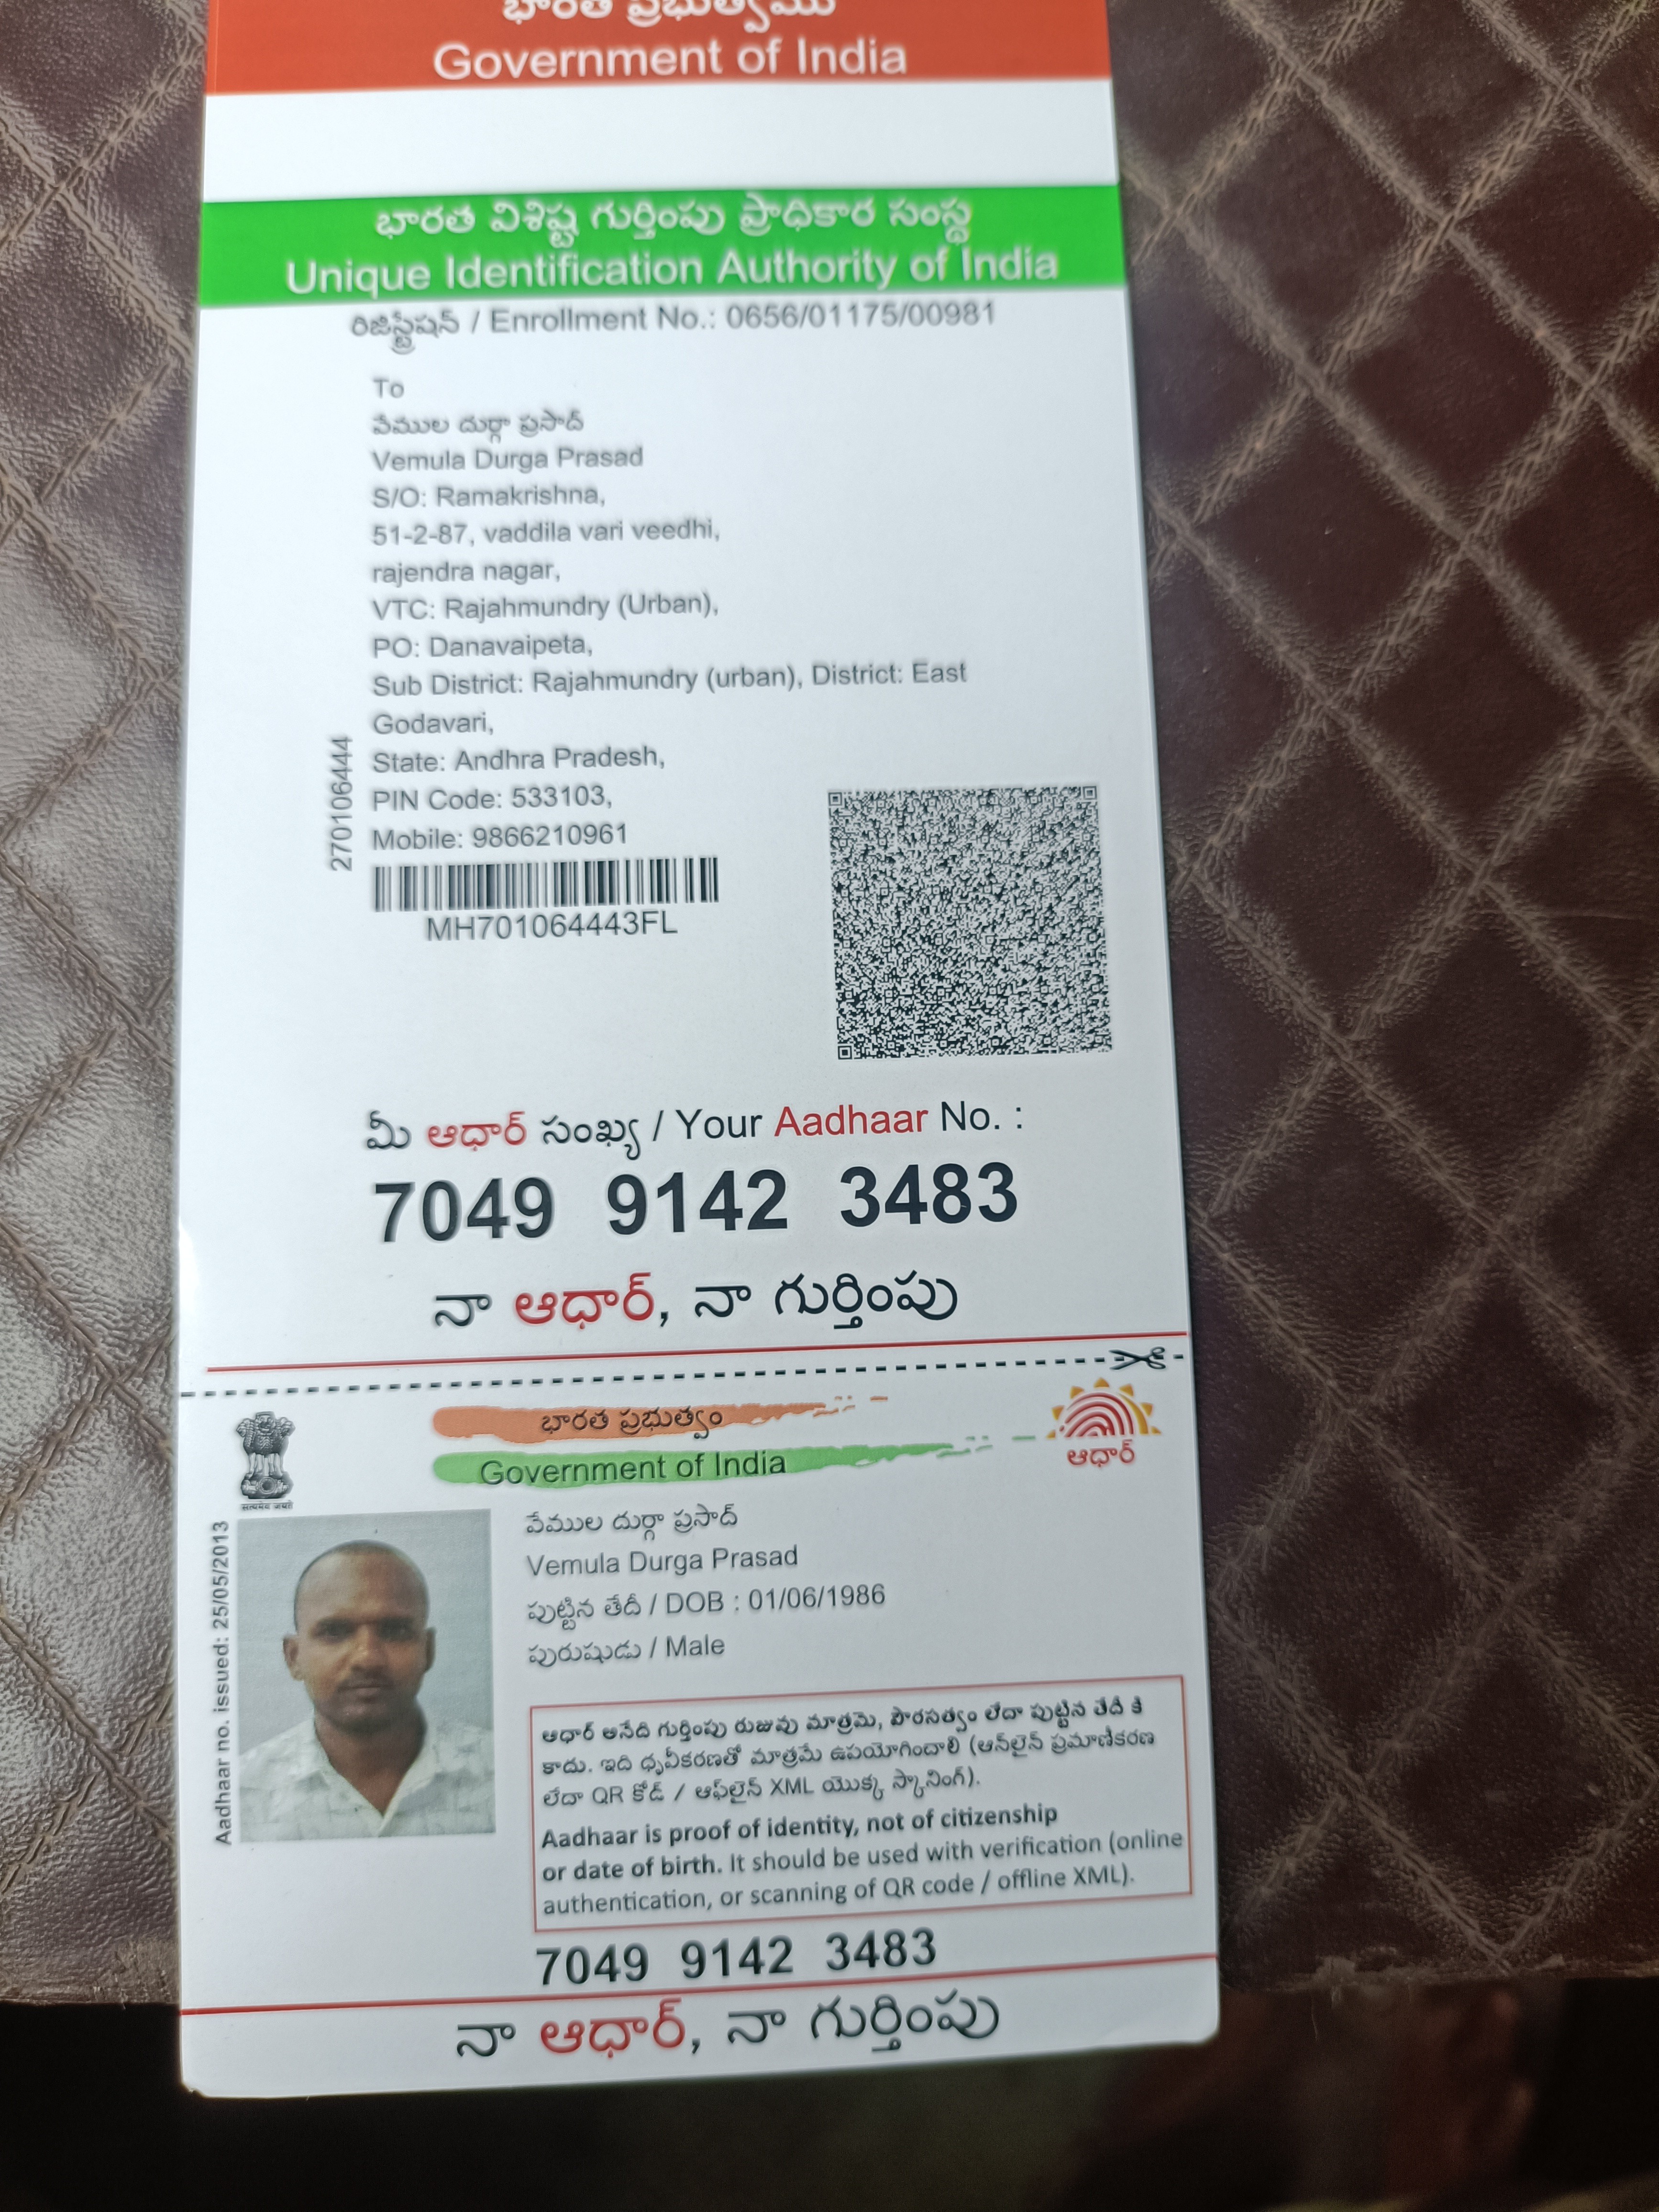 భారత ప్రభుత్వము
Government of India
భారత విశిష్ట గుర్తింపు ప్రాధికార సంస్థ
Unique Identification Authority of India
రిజిస్ట్రేషన్ / Enrollment No.: 0656/01175/00981
To
వేముల దుర్గా ప్రసాద్
Vemula Durga Prasad
S/O: Ramakrishna,
51-2-87, vaddila vari veedhi,
rajendra nagar,
VTC: Rajahmundry (Urban),
PO: Danavaipeta,
Sub District: Rajahmundry (urban), District: East
Godavari,
State: Andhra Pradesh,
PIN Code: 533103,
Mobile: 9866210961
270106444
MH701064443FL
మీ ఆధార్ సంఖ్య / Your Aadhaar No. :
7049 9142 3483
నా ఆధార్, నా గుర్తింపు
భారత ప్రభుత్వం
Government of India
ఆధార్
सत्यमेव जयते
Aadhaar no. issued: 25/05/2013
వేముల దుర్గా ప్రసాద్
Vemula Durga Prasad
పుట్టిన తేదీ / DOB : 01/06/1986
పురుషుడు / Male
ఆధార్ అనేది గుర్తింపు రుజువు మాత్రమె, పౌరసత్వం లేదా పుట్టిన తేదీ కి
కాదు. ఇది ధృవీకరణతో మాత్రమే ఉపయోగించాలి (ఆన్‌లైన్ ప్రమాణీకరణ
లేదా QR కోడ్ / ఆఫ్‌లైన్ XML యొక్క స్కానింగ్).
Aadhaar is proof of identity, not of citizenship
or date of birth. It should be used with verification (online
authentication, or scanning of QR code / offline XML).
7049 9142 3483
నా ఆధార్, నా గుర్తింపు